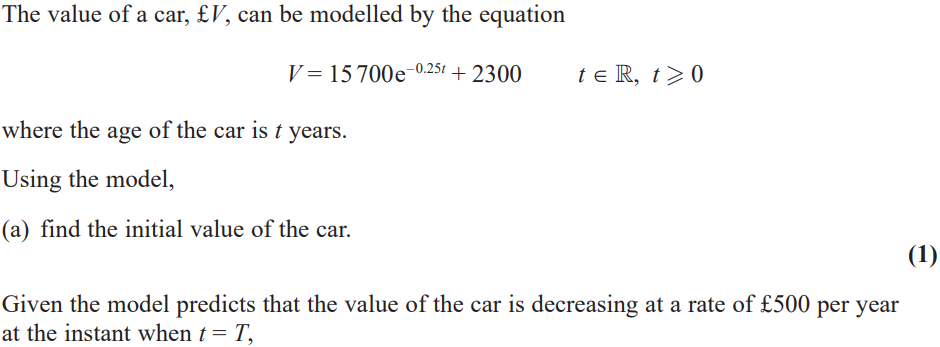 The value of a car, £V, can be modelled by the equation
V = 15 700e⁻⁰·²⁵ᵗ + 2300 t ∈ ℝ, t ⩾ 0
where the age of the car is t years.
Using the model,
(a) find the initial value of the car.
(1)
Given the model predicts that the value of the car is decreasing at a rate of £500 per year
at the instant when t = T,